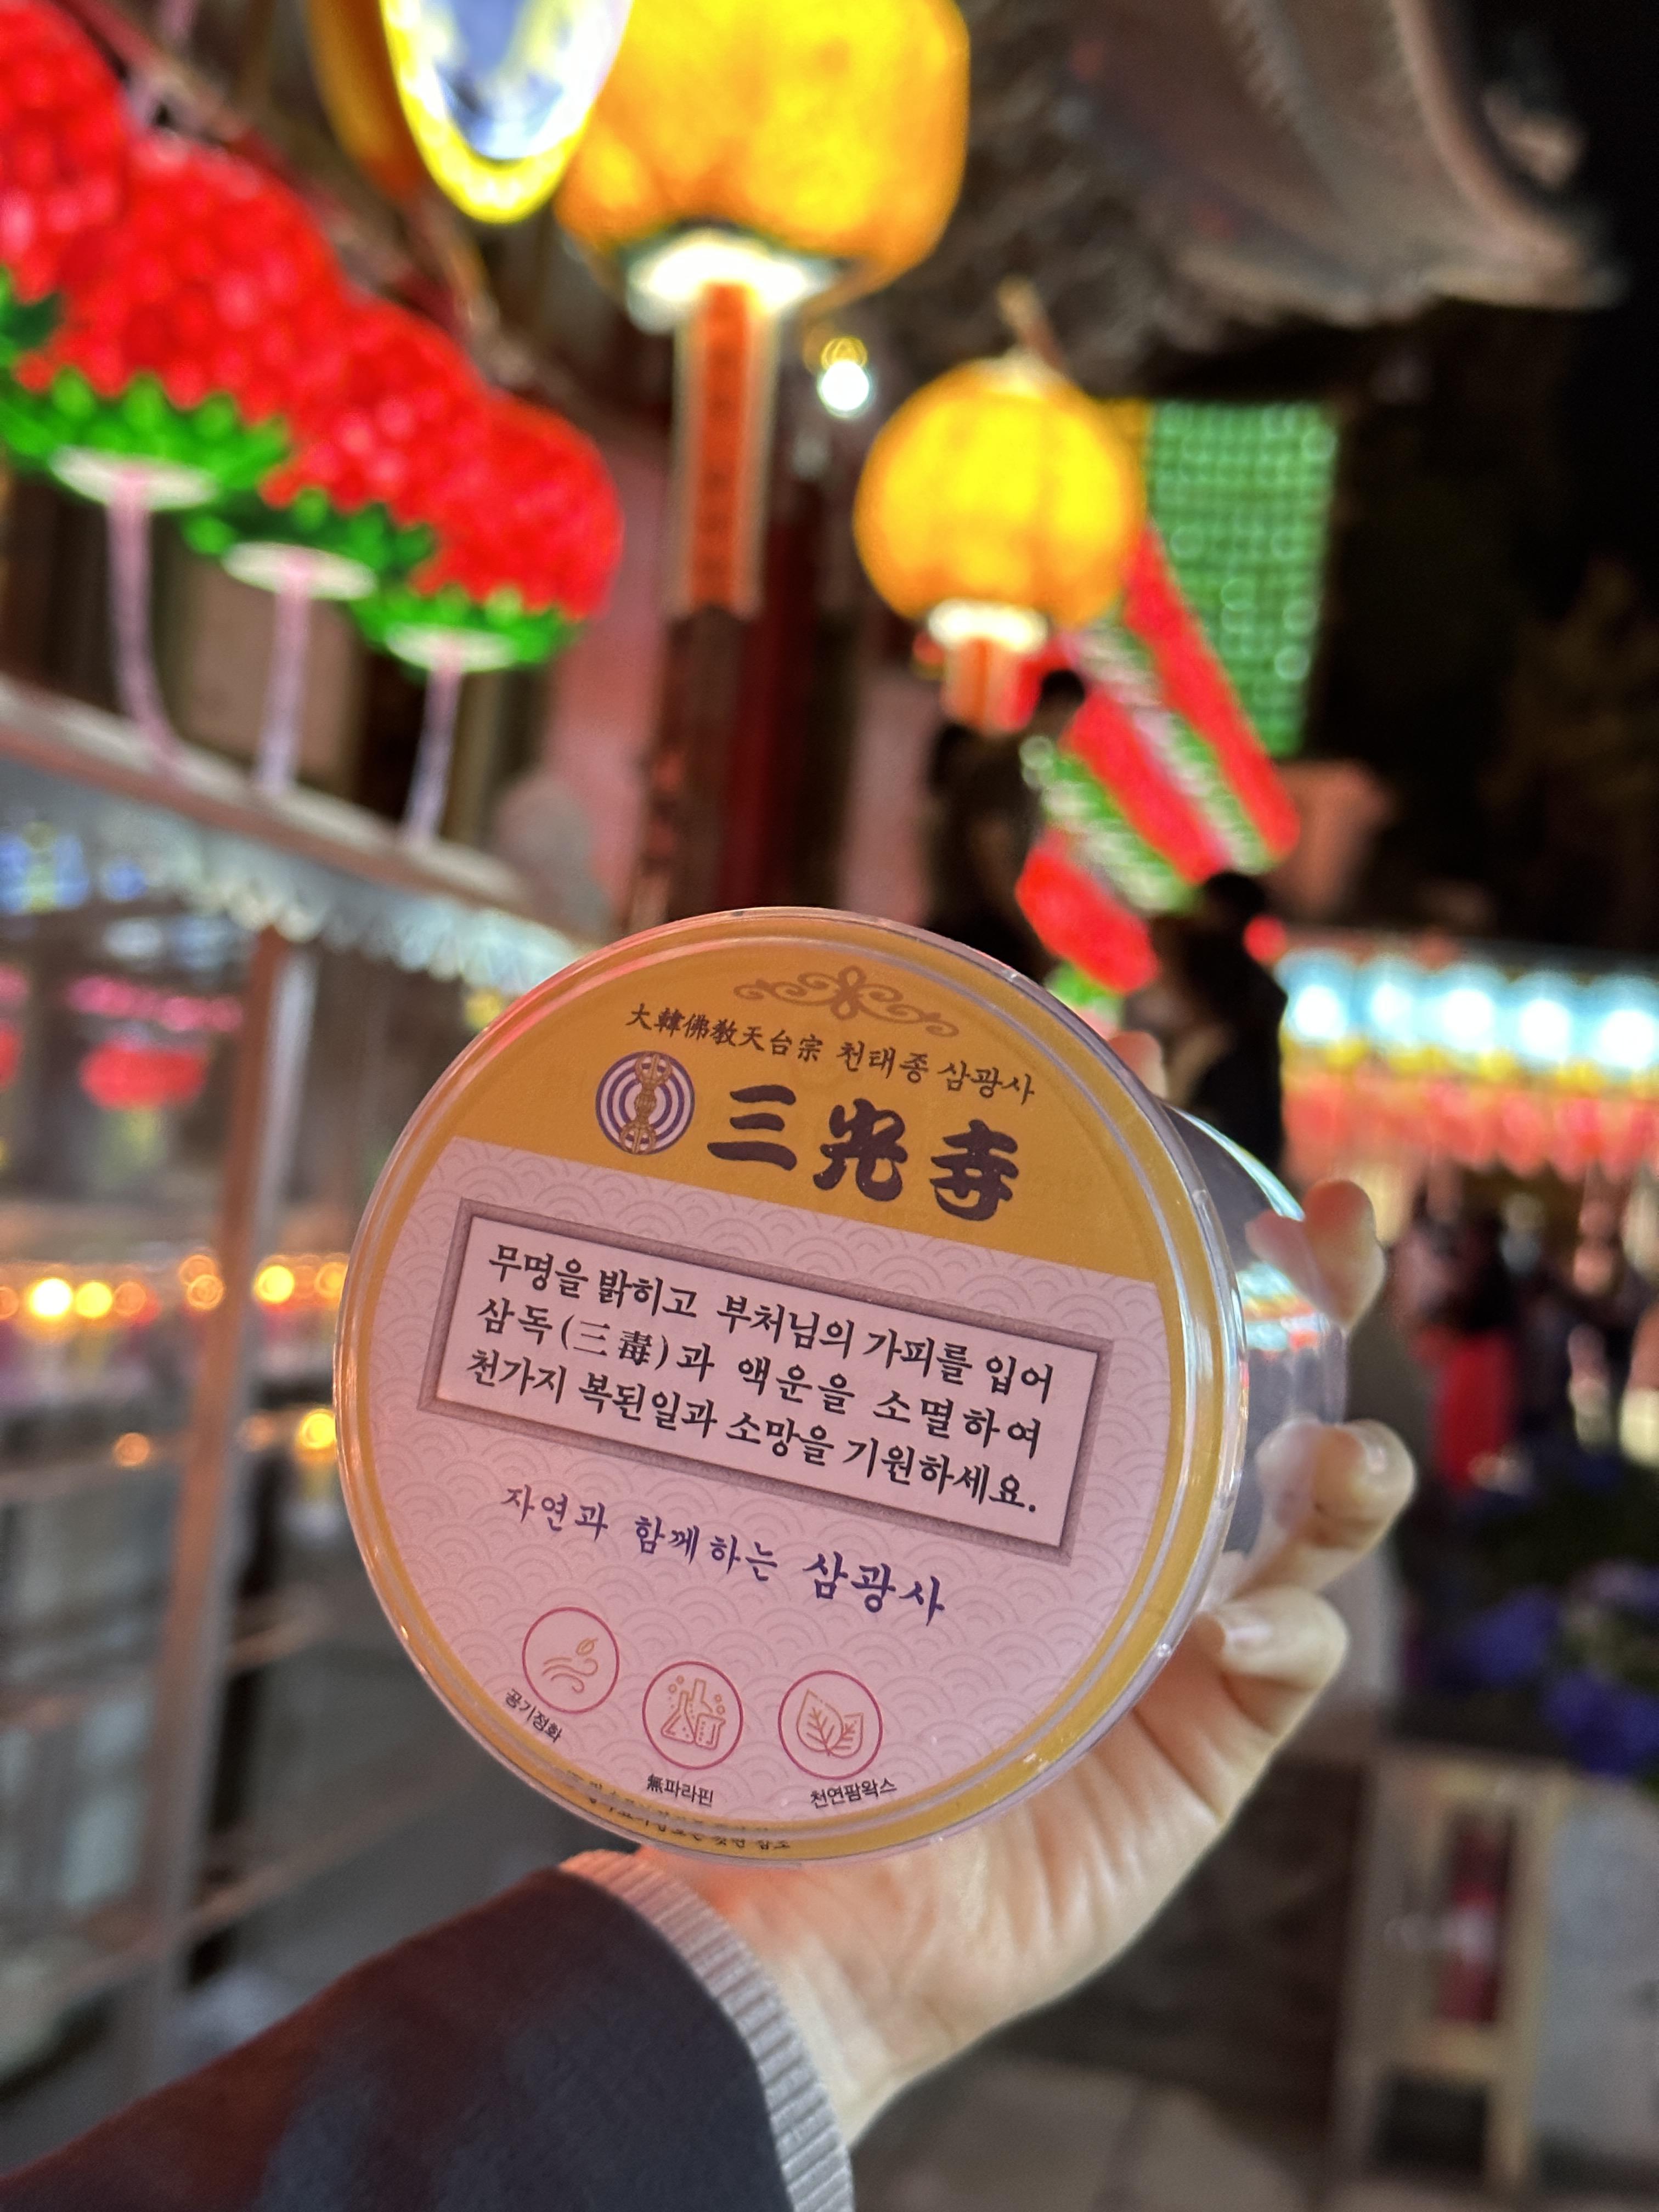 大韓佛教天台宗 천태종 삼광사
三光寺
무명을 밝히고 부처님의 가피를 입어
삼독(三毒)과 액운을 소멸하여
천가지 복된일과 소망을 기원하세요.
자연과 함께하는 삼광사
공기정화
無파라핀
천연팜왁스